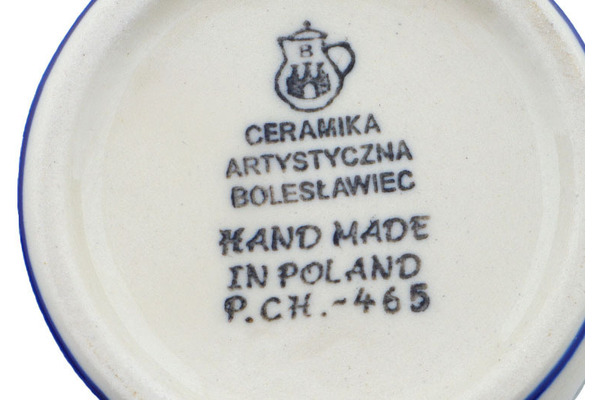 B
CERAMIKA
ARTYSTYCZNA
BOLESŁAWIEC
HAND MADE
IN POLAND
P.CH.-465